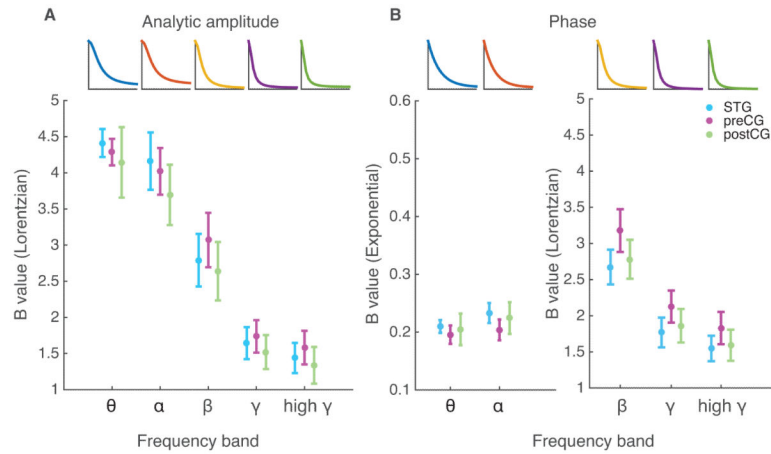 A
Analytic amplitude
B
Phase
B value (Lorentzian)
5
4.5
4
3.5
3
2.5
2
1.5
1
θ
α
β
γ
high γ
Frequency band
B value (Exponential)
0.6
0.5
0.4
0.3
0.2
0.1
θ
α
B value (Lorentzian)
5
4.5
4
3.5
3
2.5
2
1.5
1
STG
preCG
postCG
β
γ
high γ
Frequency band